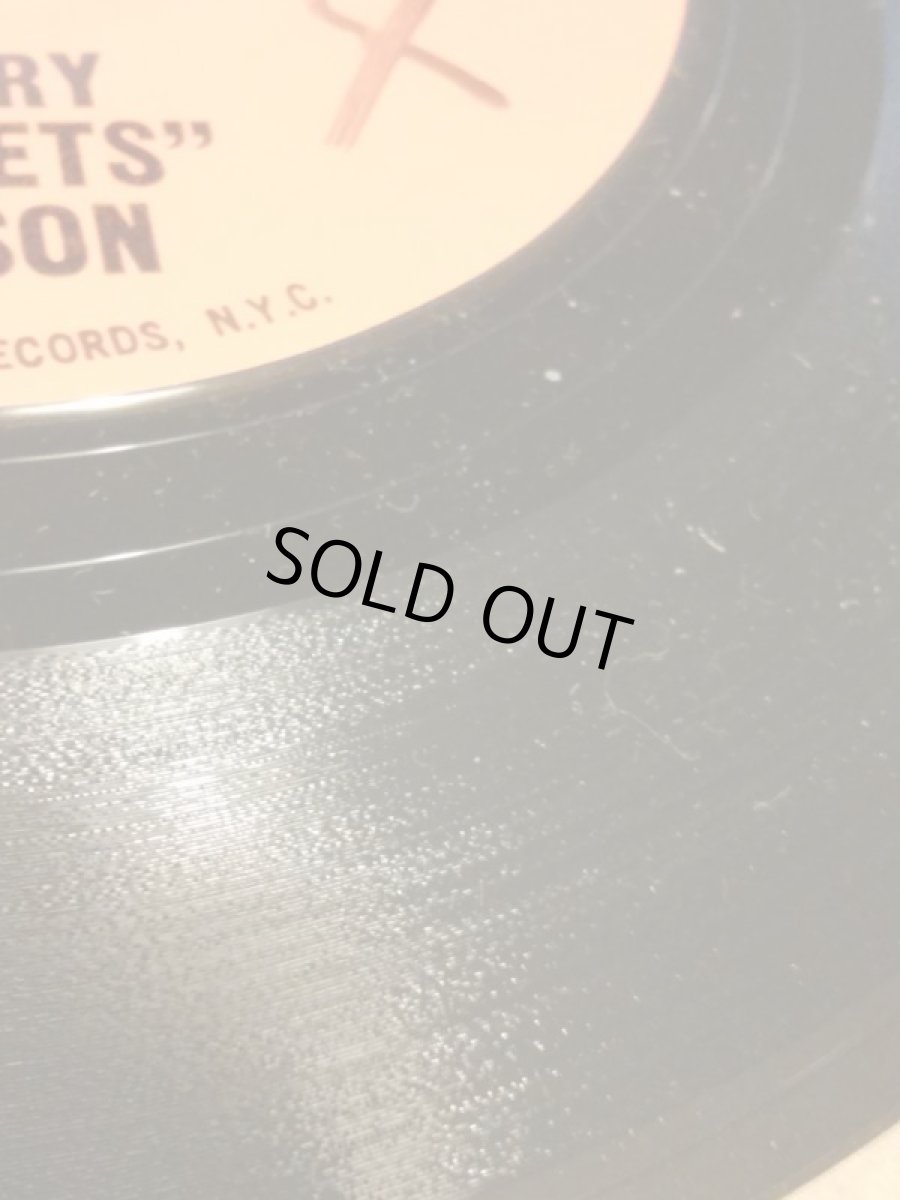 RY
ETS”
SON
ECORDS, N.Y.C.
SOLD OUT